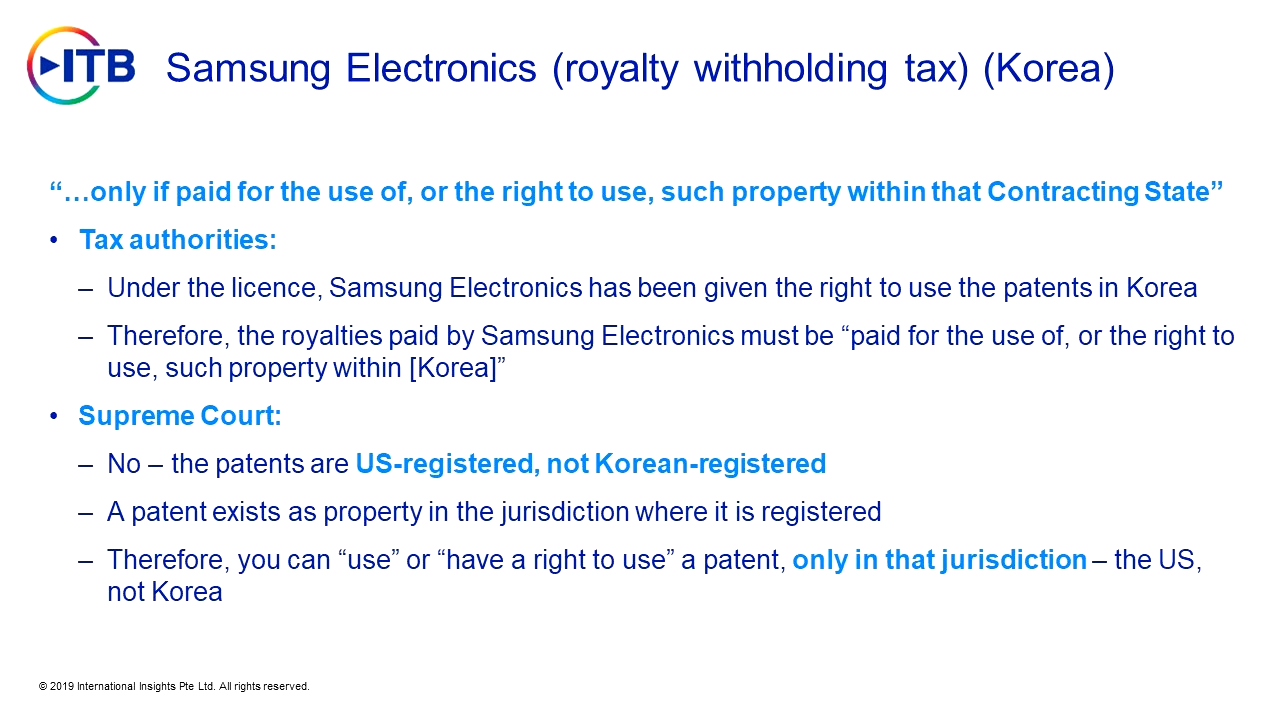 ITB
Samsung Electronics (royalty withholding tax) (Korea)
“…only if paid for the use of, or the right to use, such property within that Contracting State”
• Tax authorities:
– Under the licence, Samsung Electronics has been given the right to use the patents in Korea
– Therefore, the royalties paid by Samsung Electronics must be “paid for the use of, or the right to
use, such property within [Korea]”
• Supreme Court:
– No – the patents are US-registered, not Korean-registered
– A patent exists as property in the jurisdiction where it is registered
– Therefore, you can “use” or “have a right to use” a patent, only in that jurisdiction – the US,
not Korea
© 2019 International Insights Pte Ltd. All rights reserved.